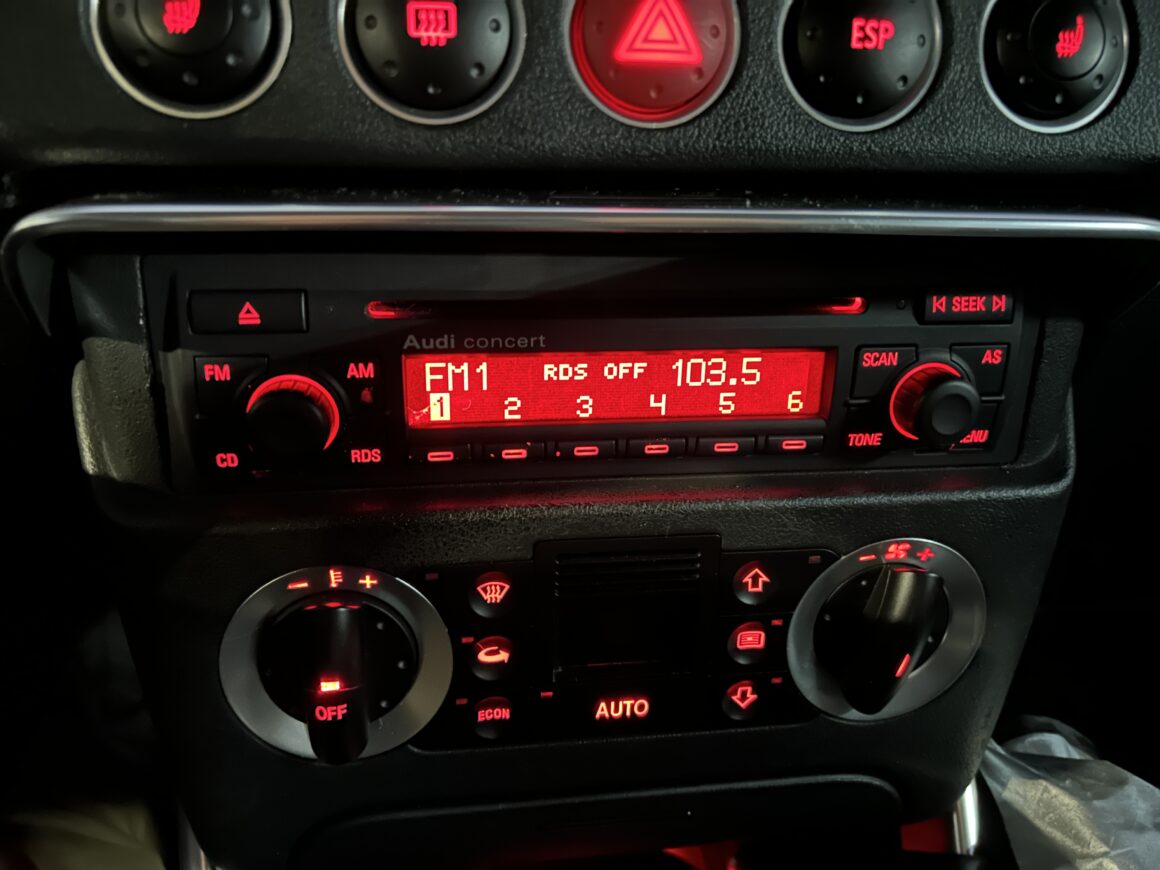 ESP
SEEK
Audi concert
FM
AM
FM1 RDS OFF 103.5
SCAN
AS
1 2 3 4 5 6
CD
RDS
TONE
MENU
- +
- +
OFF
ECON
AUTO